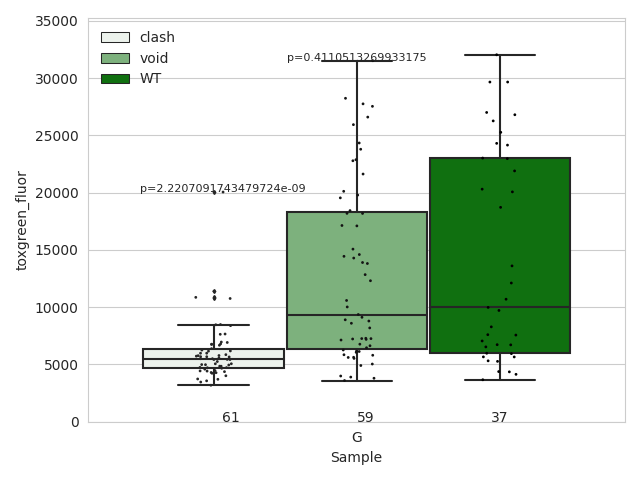 35000
30000
25000
20000
15000
10000
5000
0
toxgreen_fluor
clash
void
WT
p=0.4110513269933175
p=2.2207091743479724e-09
61
59
37
G
Sample